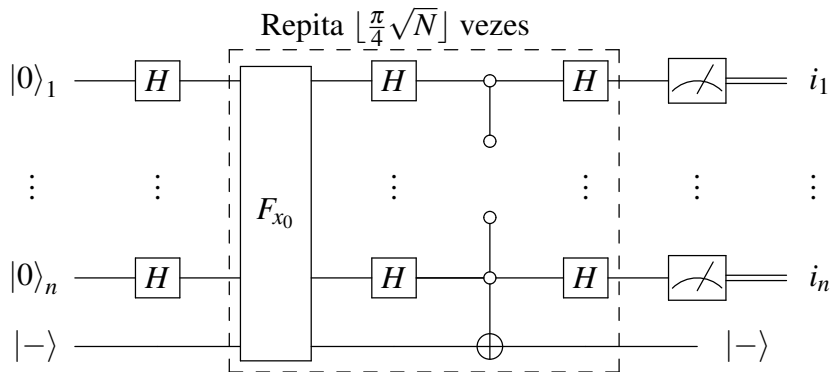 Repita ⌊π/4 √N⌋ vezes
|0⟩₁ H H H i₁
⋮ ⋮ F_{x₀} ⋮ ⋮ ⋮ ⋮
|0⟩ₙ H H H iₙ
|−⟩ |−⟩